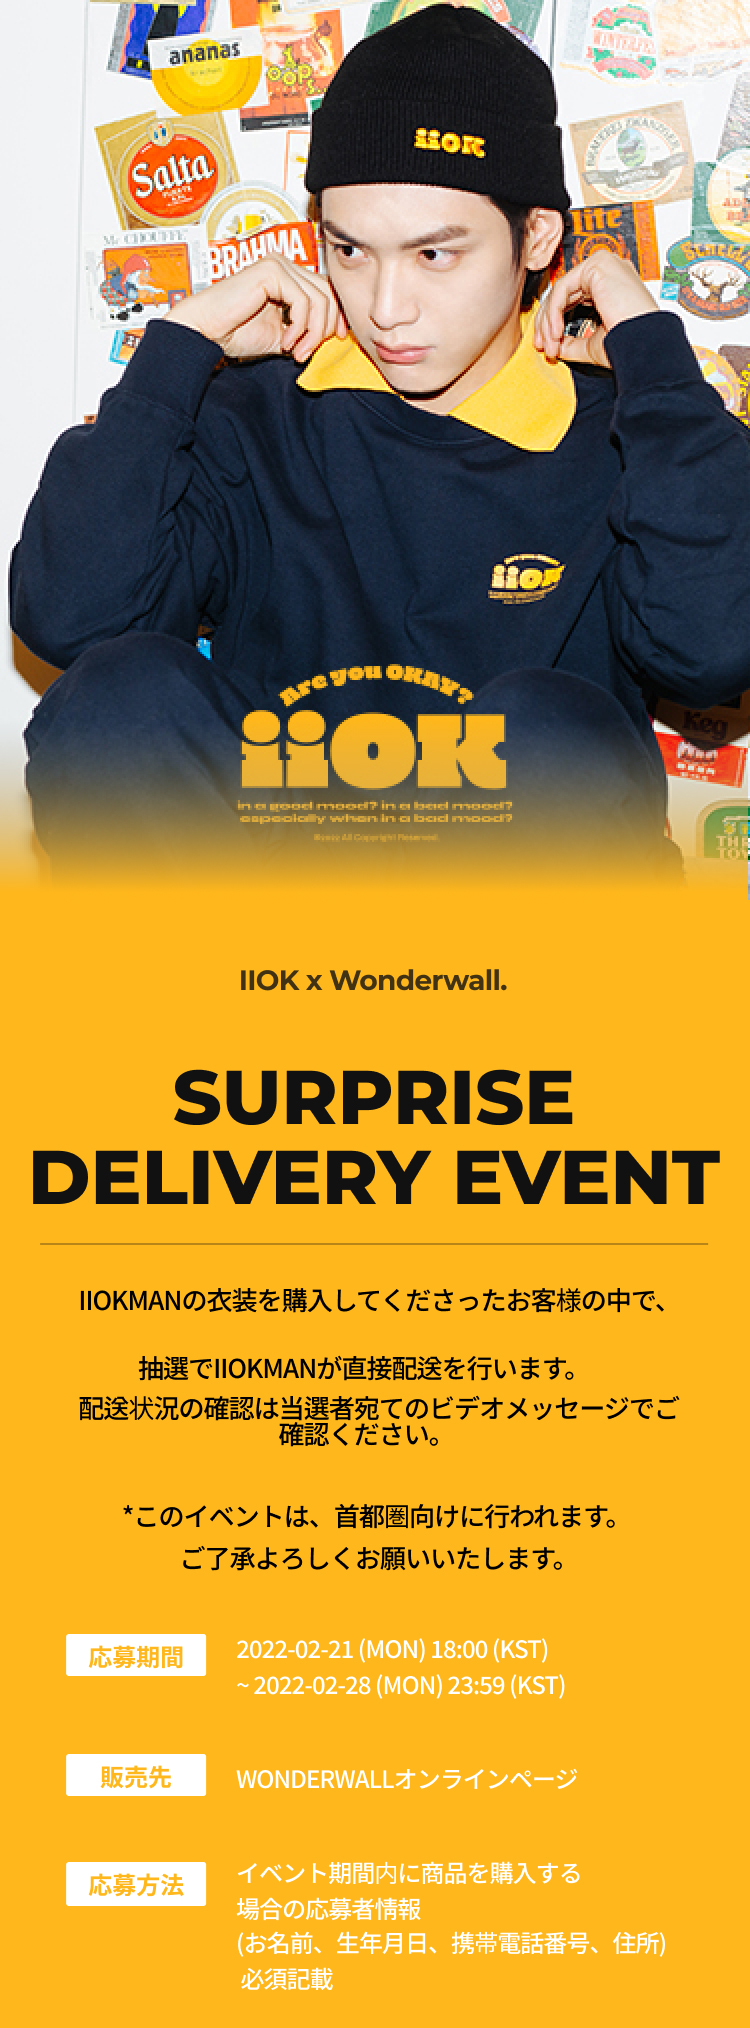 ananas
Salta
BRAHMA
Mc CHOUFFE
Lite
iiOK
iiOK
Keg
Are you OKAY?
iiOK
in a good mood? in a bad mood?
especially when in a bad mood?
©2022 All Copyright Reserved.
IIOK x Wonderwall.
SURPRISE
DELIVERY EVENT
IIOKMANの衣装を購入してくださったお客様の中で、
抽選でIIOKMANが直接配送を行います。
配送状況の確認は当選者宛てのビデオメッセージでご
確認ください。
*このイベントは、首都圏向けに行われます。
ご了承よろしくお願いいたします。
応募期間
2022-02-21 (MON) 18:00 (KST)
~ 2022-02-28 (MON) 23:59 (KST)
販売先
WONDERWALLオンラインページ
応募方法
イベント期間内に商品を購入する
場合の応募者情報
(お名前、生年月日、携帯電話番号、住所)
必須記載